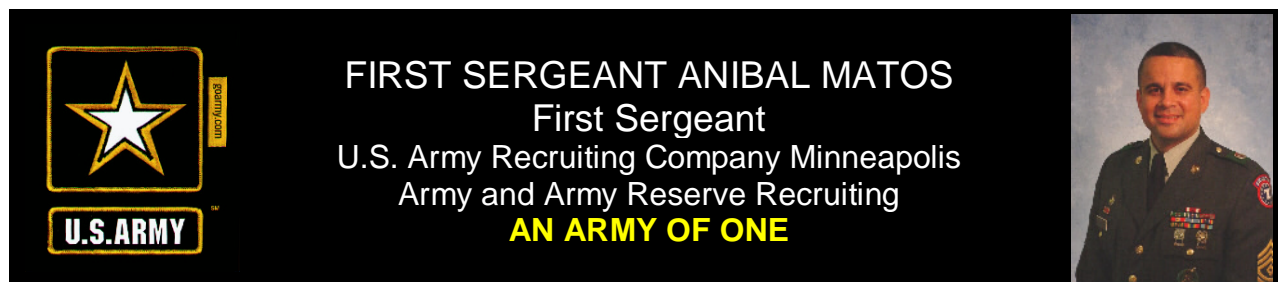 goarmy.com
U.S.ARMY
SM
FIRST SERGEANT ANIBAL MATOS
First Sergeant
U.S. Army Recruiting Company Minneapolis
Army and Army Reserve Recruiting
AN ARMY OF ONE